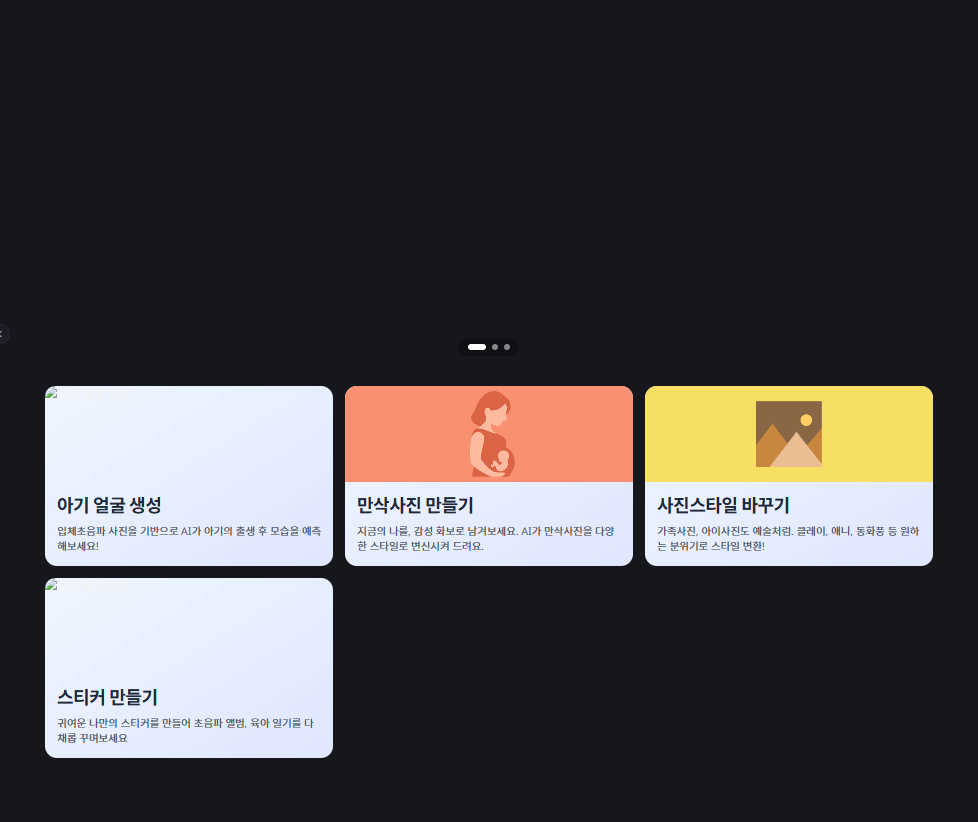 아기 얼굴 생성
입체초음파 사진을 기반으로 AI가 아기의 출생 후 모습을 예측
해보세요!
만삭사진 만들기
지금의 나를, 감성 화보로 남겨보세요. AI가 만삭사진을 다양
한 스타일로 변신시켜 드려요.
사진스타일 바꾸기
가족사진, 아이사진도 예술처럼. 클레이, 애니, 동화풍 등 원하
는 분위기로 스타일 변환!
스티커 만들기
귀여운 나만의 스티커를 만들어 초음파 앨범, 육아 일기를 다
채롭 꾸며보세요